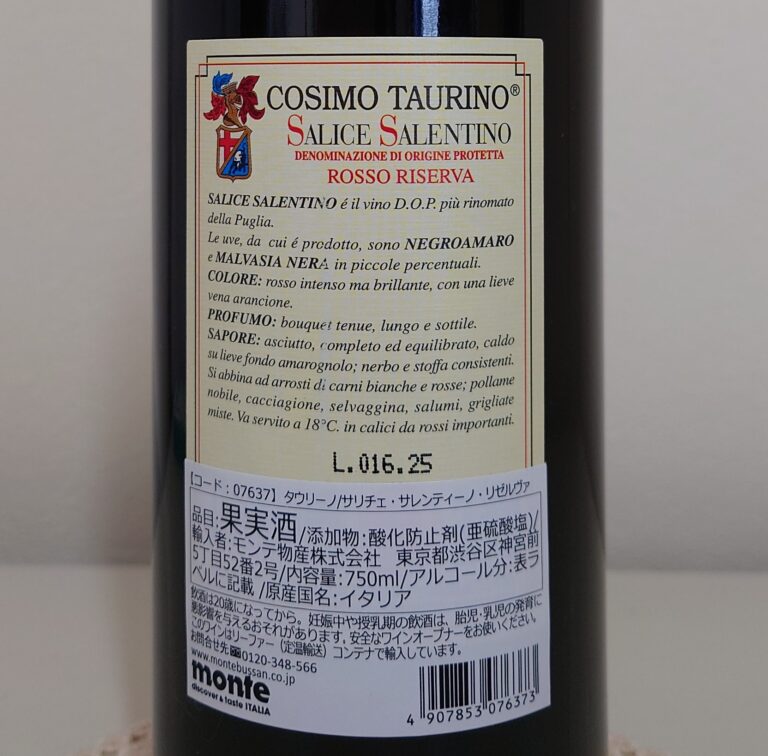 COSIMO TAURINO®
SALICE SALENTINO
DENOMINAZIONE DI ORIGINE PROTETTA
ROSSO RISERVA
SALICE SALENTINO é il vino D.O.P. più rinomato
della Puglia.
Le uve, da cui é prodotto, sono NEGROAMARO
e MALVASIA NERA in piccole percentuali.
COLORE: rosso intenso ma brillante, con una lieve
vena arancione.
PROFUMO: bouquet tenue, lungo e sottile.
SAPORE: asciutto, completo ed equilibrato, caldo
su lieve fondo amarognolo; nerbo e stoffa consistenti.
Si abbina ad arrosti di carni bianche e rosse; pollame
nobile, cacciagione, selvaggina, salumi, grigliate
miste. Va servito a 18°C. in calici da rossi importanti.
L.016.25
【コード：07637】タウリーノ/サリチェ・サレンティーノ・リゼルヴァ
品目:果実酒/添加物:酸化防止剤(亜硫酸塩)/
輸入者:モンテ物産株式会社 東京都渋谷区神宮前
5丁目52番2号/内容量:750ml/アルコール分:表ラ
ベルに記載/原産国名:イタリア
飲酒は20歳になってから。妊娠中や授乳期の飲酒は、胎児・乳児の発育に
悪影響を与えるおそれがあります。安全なワインオープナーをお使いください。
このワインはリーファー（定温輸送）コンテナで輸入しています。
お問合せ先 0120-348-566
www.montebussan.co.jp
monte
discover & taste ITALIA
4 907853 076373